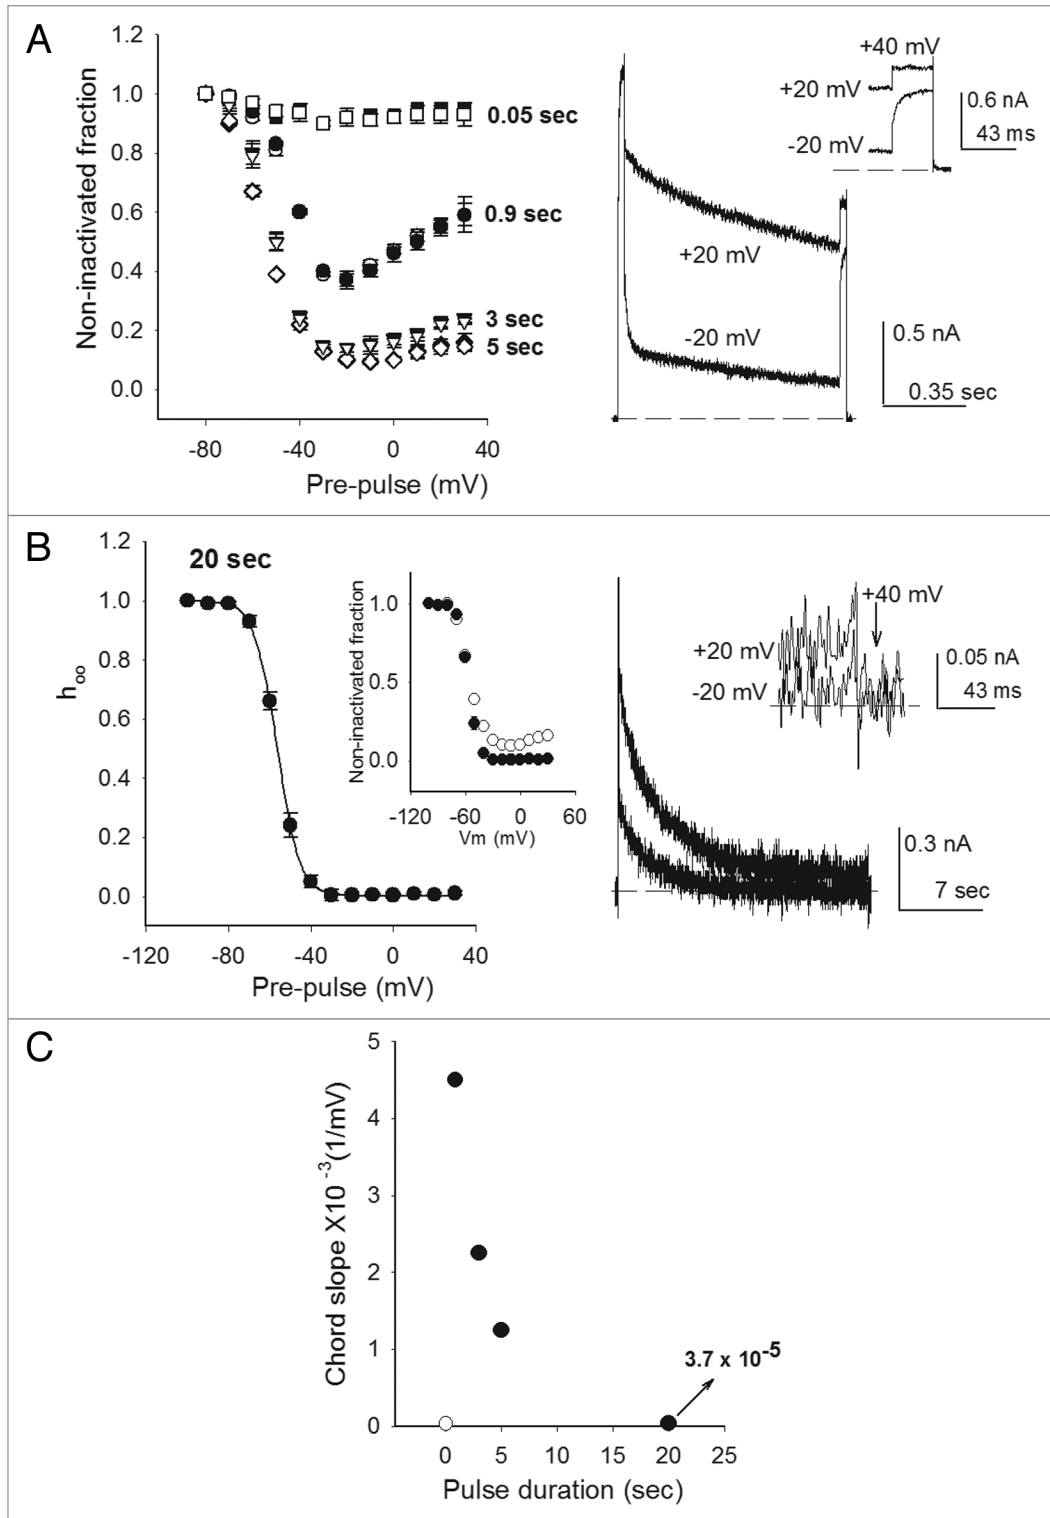 A
Non-inactivated fraction
1.2
1.0
0.8
0.6
0.4
0.2
0.0
0.05 sec
0.9 sec
3 sec
5 sec
-80 -40 0 40
Pre-pulse (mV)
+40 mV
+20 mV
-20 mV
0.6 nA
43 ms
+20 mV
-20 mV
0.5 nA
0.35 sec
B
h∞
1.2
1.0
0.8
0.6
0.4
0.2
0.0
20 sec
-120 -80 -40 0 40
Pre-pulse (mV)
Non-inactivated fraction
1.0
0.5
0.0
-120 -60 0 60
Vm (mV)
+40 mV
+20 mV
-20 mV
0.05 nA
43 ms
0.3 nA
7 sec
C
Chord slope X10⁻³(1/mV)
5
4
3
2
1
0
3.7 x 10⁻⁵
0 5 10 15 20 25
Pulse duration (sec)